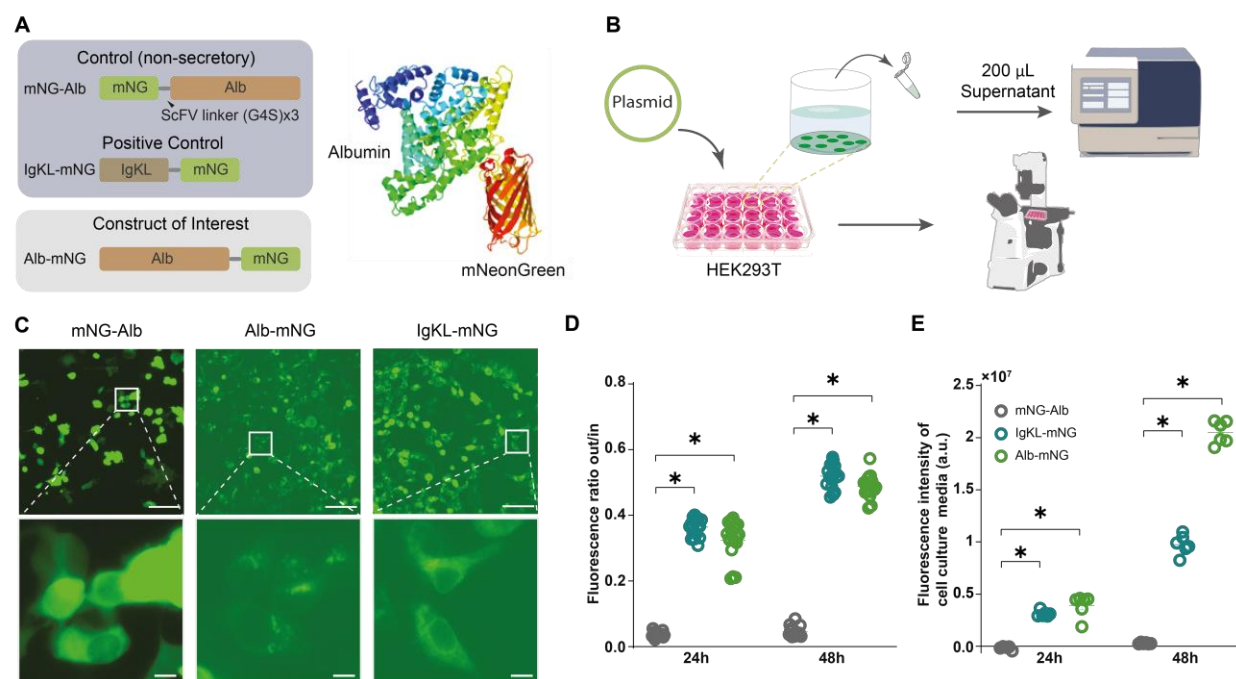 A
Control (non-secretory)
mNG-Alb
mNG
Alb
ScFV linker (G4S)x3
Positive Control
IgKL-mNG
IgKL
mNG
Construct of Interest
Alb-mNG
Alb
mNG
Albumin
mNeonGreen
B
Plasmid
HEK293T
200 µL
Supernatant
C
mNG-Alb
Alb-mNG
IgKL-mNG
D
Fluorescence ratio out/in
0.8
0.6
0.4
0.2
0.0
*
*
*
*
24h
48h
E
Fluorescence intensity of
cell culture media (a.u.)
×10⁷
2.5
2
1.5
1
0.5
0.0
mNG-Alb
IgKL-mNG
Alb-mNG
*
*
*
*
24h
48h